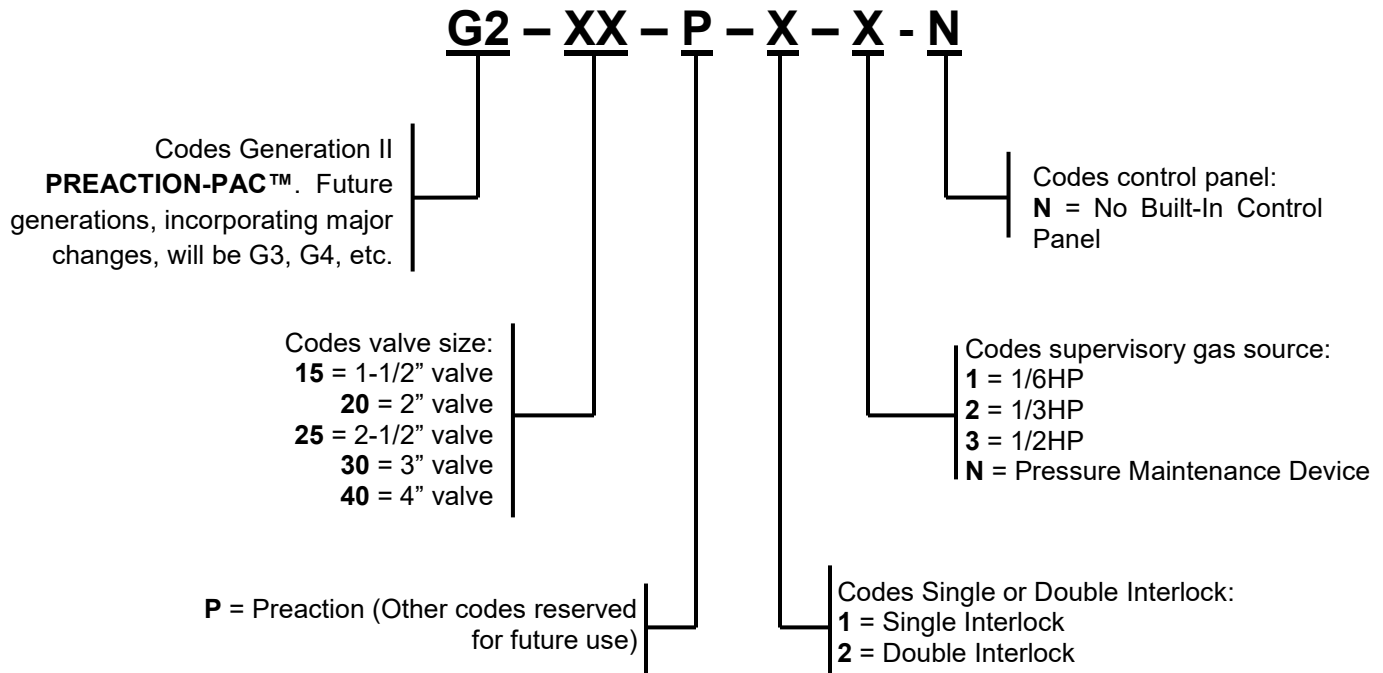 G2 – XX – P – X – X - N
Codes Generation II
PREACTION-PAC™. Future
generations, incorporating major
changes, will be G3, G4, etc.
Codes control panel:
N = No Built-In Control
Panel
Codes valve size:
15 = 1-1/2” valve
20 = 2” valve
25 = 2-1/2” valve
30 = 3” valve
40 = 4” valve
Codes supervisory gas source:
1 = 1/6HP
2 = 1/3HP
3 = 1/2HP
N = Pressure Maintenance Device
P = Preaction (Other codes reserved
for future use)
Codes Single or Double Interlock:
1 = Single Interlock
2 = Double Interlock